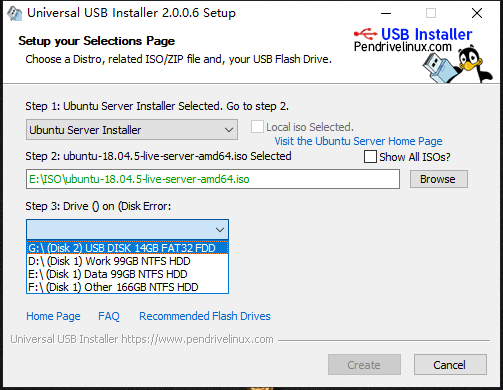 Universal USB Installer 2.0.0.6 Setup
Setup your Selections Page
Choose a Distro, related ISO/ZIP file and, your USB Flash Drive.
USB Installer
Pendrivelinux.com
Step 1: Ubuntu Server Installer Selected. Go to step 2.
Ubuntu Server Installer
Local iso Selected.
Visit the Ubuntu Server Home Page
Step 2: ubuntu-18.04.5-live-server-amd64.iso Selected
Show All ISOs?
E:\ISO\ubuntu-18.04.5-live-server-amd64.iso
Browse
Step 3: Drive () on (Disk Error:
G:\ (Disk 2) USB DISK 14GB FAT32 FDD
D:\ (Disk 1) Work 99GB NTFS HDD
E:\ (Disk 1) Data 99GB NTFS HDD
F:\ (Disk 1) Other 166GB NTFS HDD
Home Page
FAQ
Recommended Flash Drives
Universal USB Installer https://www.pendrivelinux.com
Create
Cancel